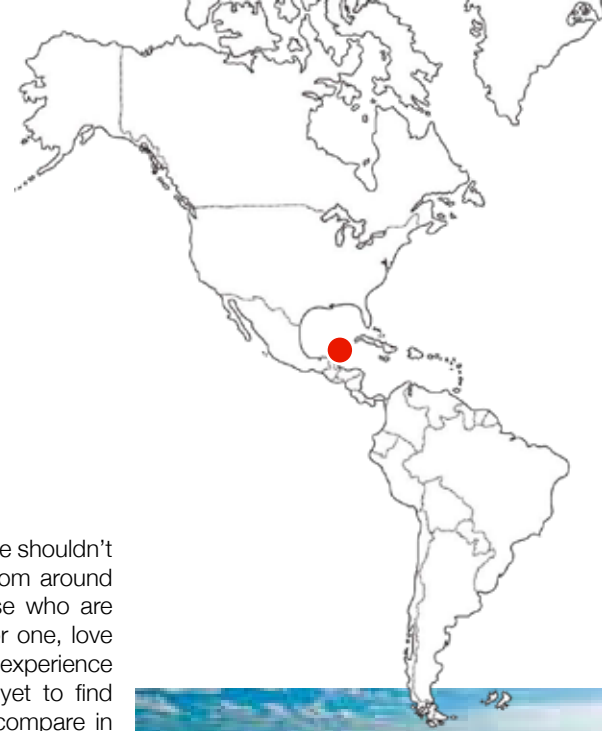 e shouldn't
om around
se who are
r one, love
experience
yet to find
compare in